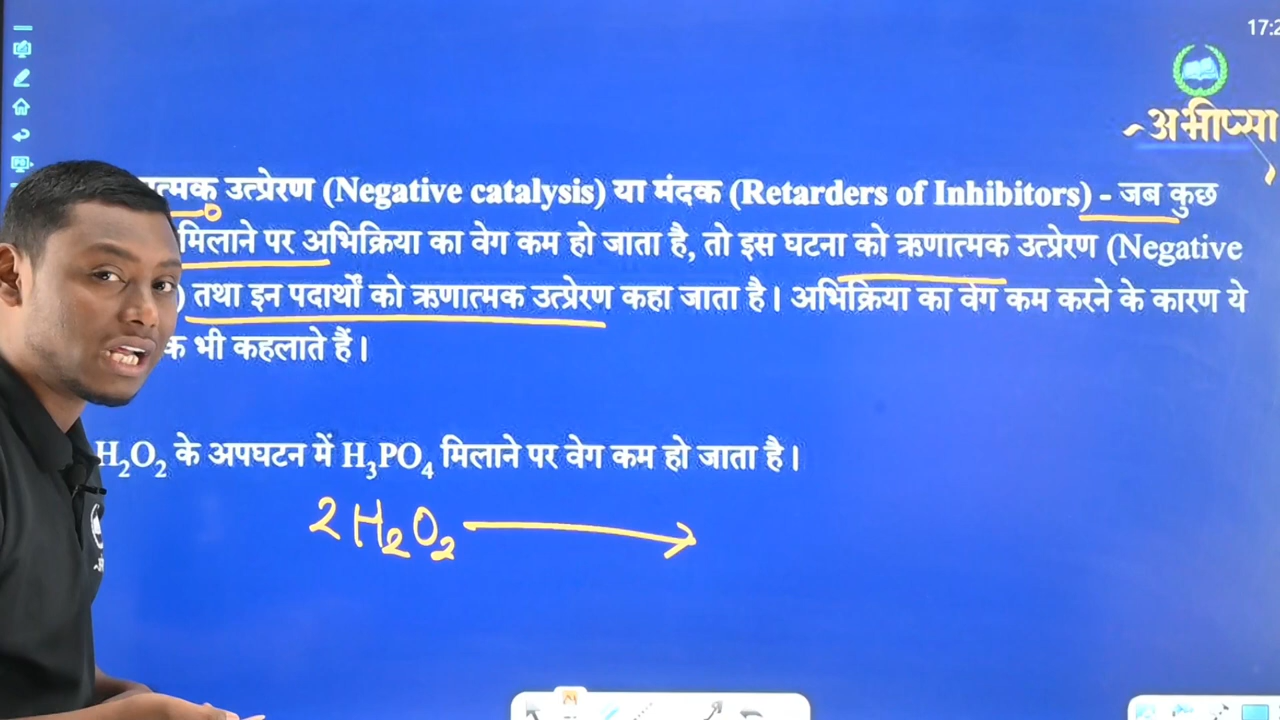 17:2
अभीप्सा
त्मक उत्प्रेरण (Negative catalysis) या मंदक (Retarders of Inhibitors) - जब कुछ
मिलाने पर अभिक्रिया का वेग कम हो जाता है, तो इस घटना को ऋणात्मक उत्प्रेरण (Negative
) तथा इन पदार्थों को ऋणात्मक उत्प्रेरण कहा जाता है। अभिक्रिया का वेग कम करने के कारण ये
क भी कहलाते हैं।
H₂O₂ के अपघटन में H₃PO₄ मिलाने पर वेग कम हो जाता है।
2H₂O₂ ⟶